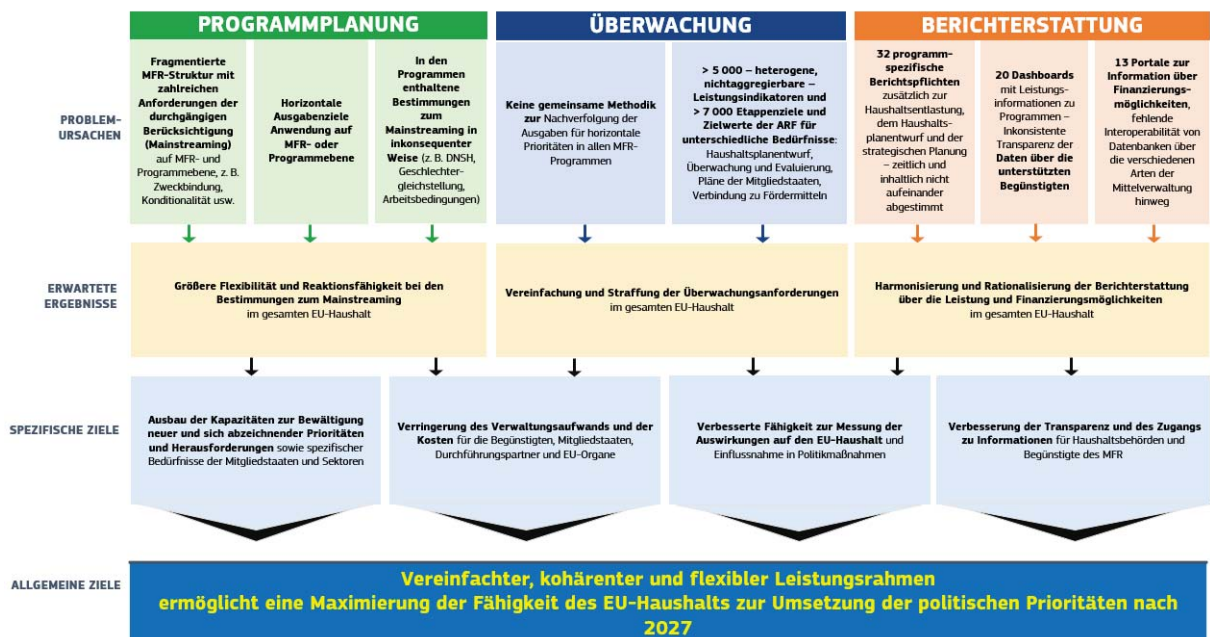 PROGRAMMPLANUNG
ÜBERWACHUNG
BERICHTERSTATTUNG
PROBLEM-
URSACHEN
Fragmentierte
MFR-Struktur mit
zahlreichen
Anforderungen der
durchgängigen
Berücksichtigung
(Mainstreaming)
auf MFR- und
Programmebene, z. B.
Zweckbindung,
Konditionalität usw.
Horizontale
Ausgabenziele
Anwendung auf
MFR- oder
Programmebene
In den
Programmen
enthaltene
Bestimmungen
zum
Mainstreaming in
inkonsequenter
Weise (z. B. DNSH,
Geschlechter-
gleichstellung,
Arbeitsbedingungen)
Keine gemeinsame Methodik
zur Nachverfolgung der
Ausgaben für horizontale
Prioritäten in allen MFR-
Programmen
> 5 000 – heterogene,
nichtaggregierbare –
Leistungsindikatoren und
> 7 000 Etappenziele und
Zielwerte der ARF für
unterschiedliche Bedürfnisse:
Haushaltsplanentwurf,
Überwachung und Evaluierung,
Pläne der Mitgliedstaaten,
Verbindung zu Fördermitteln
32 programm-
spezifische
Berichtspflichten
zusätzlich zur
Haushaltsentlastung,
dem Haushalts-
planentwurf und der
strategischen Planung
– zeitlich und
inhaltlich nicht
aufeinander
abgestimmt
20 Dashboards
mit Leistungs-
informationen zu
Programmen –
Inkonsistente
Transparenz der
Daten über die
unterstützten
Begünstigten
13 Portale zur
Information über
Finanzierungs-
möglichkeiten,
fehlende
Interoperabilität von
Datenbanken über
die verschiedenen
Arten der
Mittelverwaltung
hinweg
ERWARTETE
ERGEBNISSE
Größere Flexibilität und Reaktionsfähigkeit bei den
Bestimmungen zum Mainstreaming
im gesamten EU-Haushalt
Vereinfachung und Straffung der Überwachungsanforderungen
im gesamten EU-Haushalt
Harmonisierung und Rationalisierung der Berichterstattung
über die Leistung und Finanzierungsmöglichkeiten
im gesamten EU-Haushalt
SPEZIFISCHE ZIELE
Ausbau der Kapazitäten zur Bewältigung
neuer und sich abzeichnender Prioritäten
und Herausforderungen sowie spezifischer
Bedürfnisse der Mitgliedstaaten und Sektoren
Verringerung des Verwaltungsaufwands und der
Kosten für die Begünstigten, Mitgliedstaaten,
Durchführungspartner und EU-Organe
Verbesserte Fähigkeit zur Messung der
Auswirkungen auf den EU-Haushalt und
Einflussnahme in Politikmaßnahmen
Verbesserung der Transparenz und des Zugangs
zu Informationen für Haushaltsbehörden und
Begünstigte des MFR
ALLGEMEINE ZIELE
Vereinfachter, kohärenter und flexibler Leistungsrahmen
ermöglicht eine Maximierung der Fähigkeit des EU-Haushalts zur Umsetzung der politischen Prioritäten nach
2027